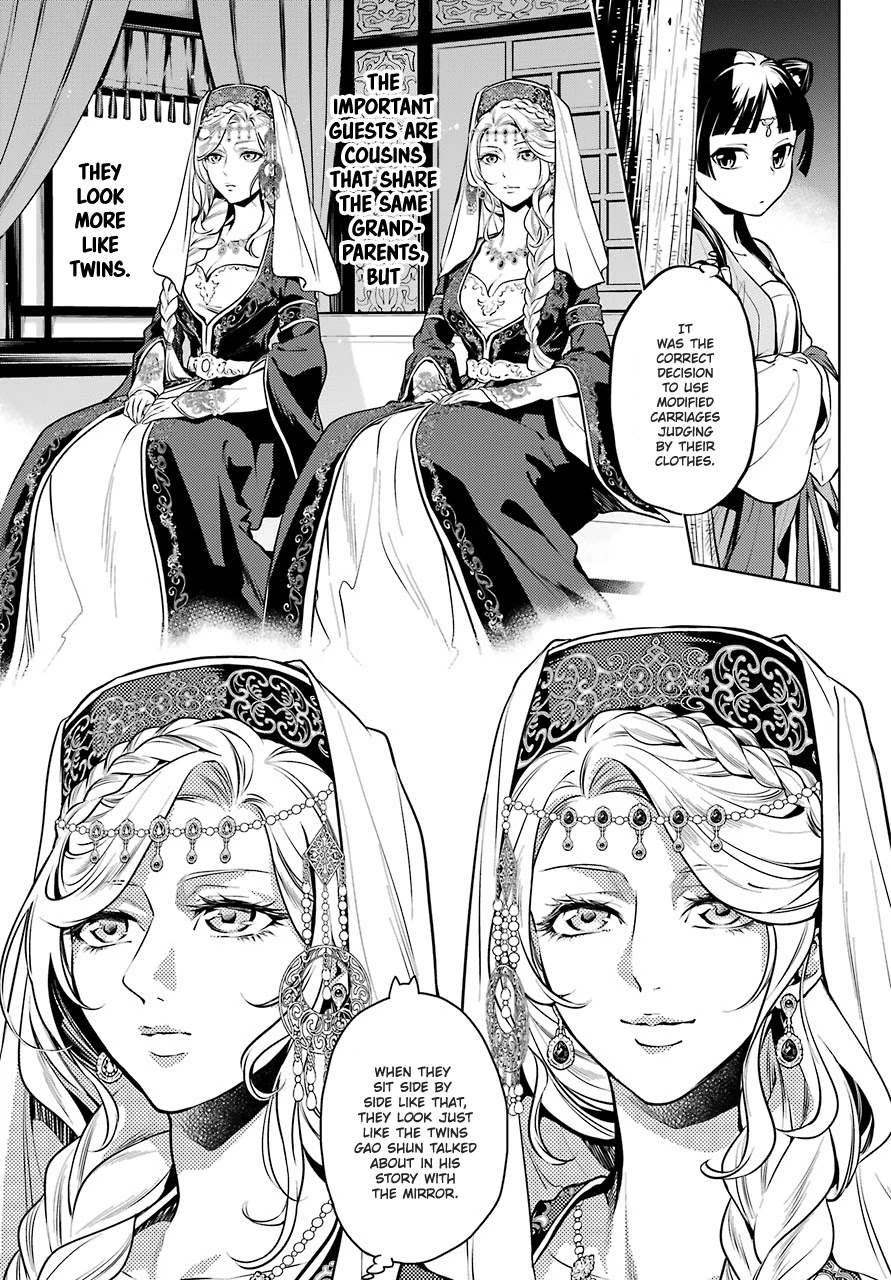 IT
WAS THE
CORRECT
DECISION
TO USE
MODIFIED
CARRIAGES
JUDGING
BY THEIR
CLOTHES.
THE
IMPORTANT
GUESTS ARE
COUSINS
THAT SHARE
THE SAME
GRAND-
PARENTS,
BUT
THEY
LOOK
MORE
LIKE
TWINS.
WHEN THEY
SIT SIDE BY
SIDE LIKE THAT,
THEY LOOK JUST
LIKE THE TWINS
GAO SHUN TALKED
ABOUT IN HIS
STORY WITH
THE MIRROR.